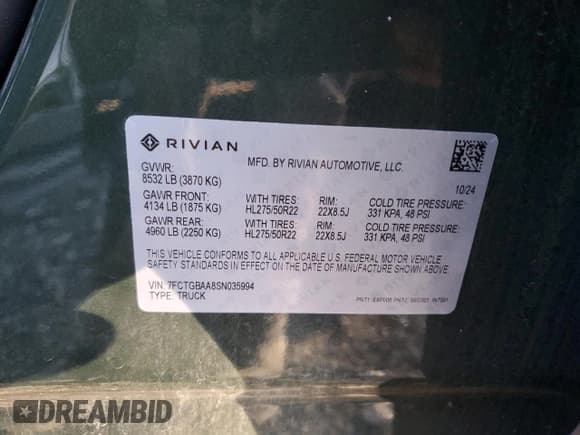 RIVIAN
MFD. BY RIVIAN AUTOMOTIVE, LLC.
GVWR:
8532 LB (3870 KG)
10/24
GAWR FRONT: WITH TIRES: RIM: COLD TIRE PRESSURE:
4134 LB (1875 KG) HL275/50R22 22X8.5J 331 KPA, 48 PSI
GAWR REAR: WITH TIRES: RIM: COLD TIRE PRESSURE:
4960 LB (2250 KG) HL275/50R22 22X8.5J 331 KPA, 48 PSI
THIS VEHICLE CONFORMS TO ALL APPLICABLE U.S. FEDERAL MOTOR VEHICLE
SAFETY STANDARDS IN EFFECT ON THE DATE OF MANUFACTURE SHOWN ABOVE.
VIN: 7FCTGBAA8SN035994
TYPE: TRUCK
DREAMBID